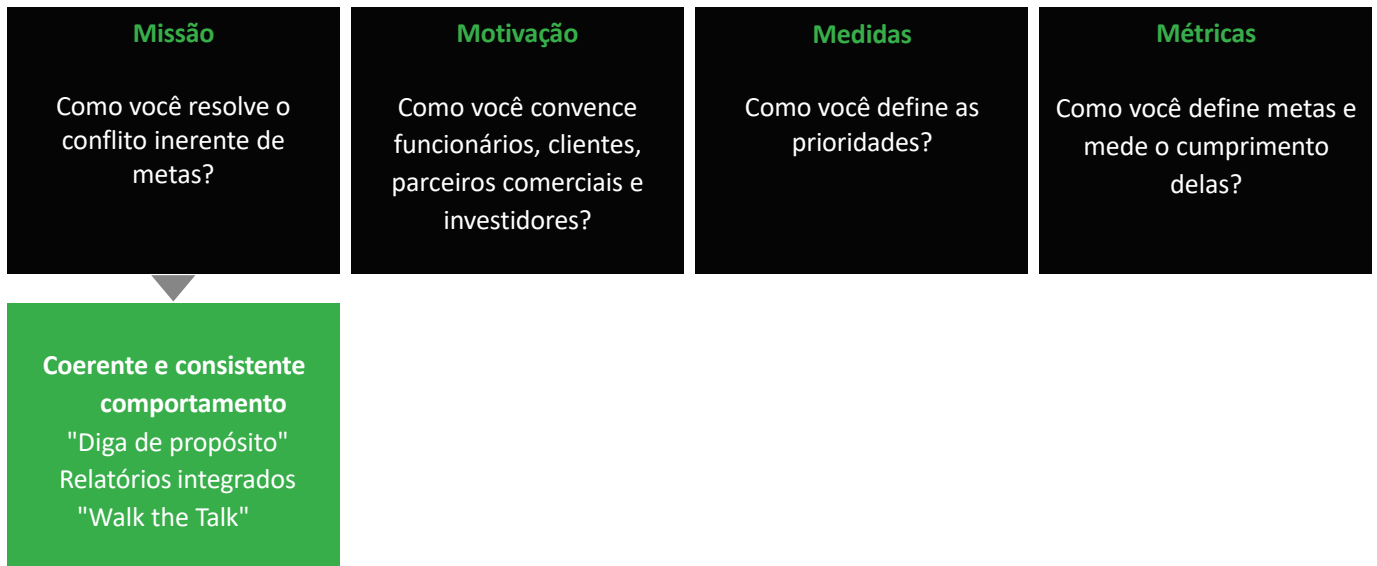 Missão
Como você resolve o
conflito inerente de
metas?
Motivação
Como você convence
funcionários, clientes,
parceiros comerciais e
investidores?
Medidas
Como você define as
prioridades?
Métricas
Como você define metas e
mede o cumprimento
delas?
Coerente e consistente
comportamento
"Diga de propósito"
Relatórios integrados
"Walk the Talk"